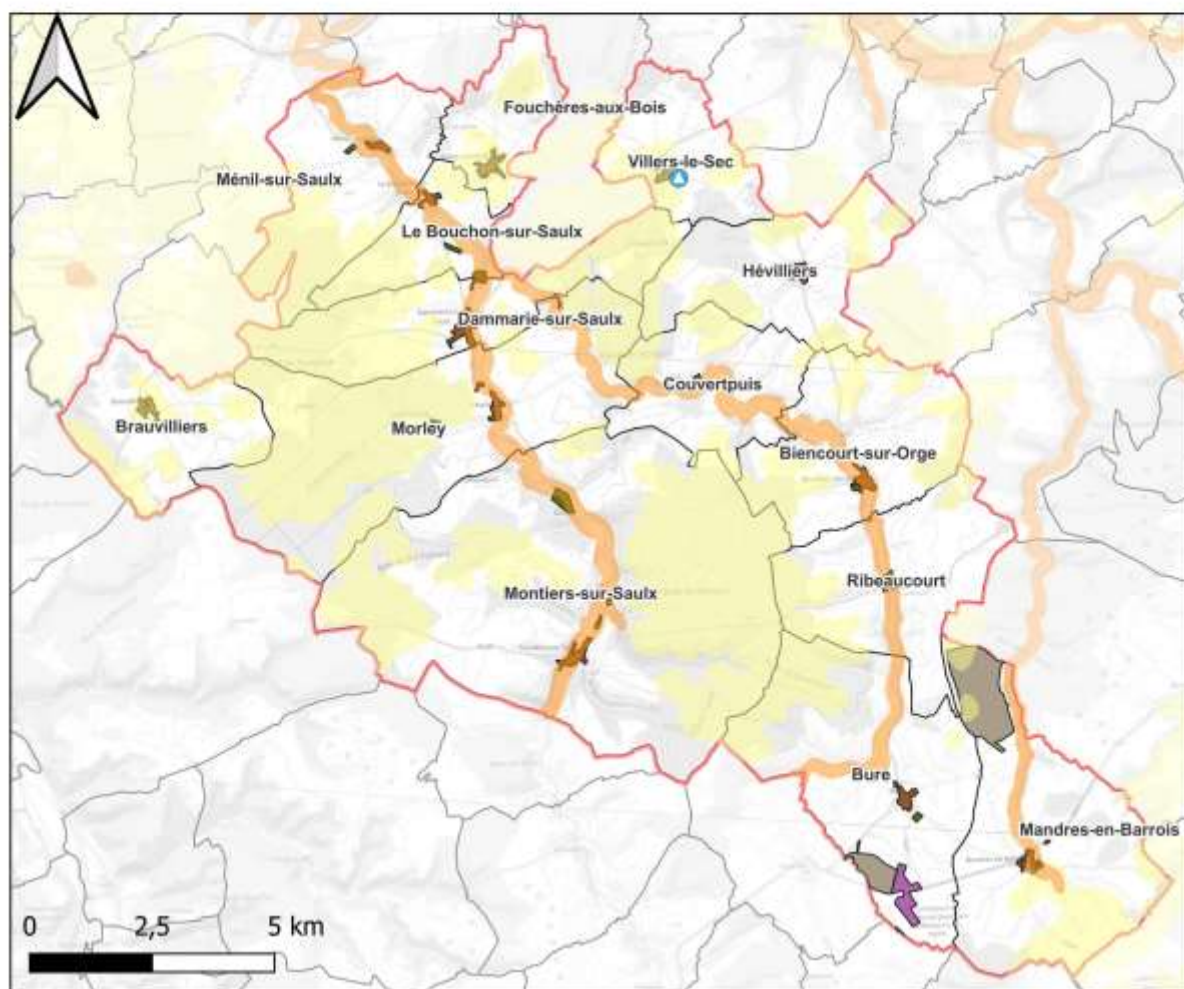 Fouchères-aux-Bois
Villers-le-Sec
Ménil-sur-Saulx
Le Bouchon-sur-Saulx
Hévilliers
Dammarie-sur-Saulx
Couvertpuis
Brauvilliers
Morley
Biencourt-sur-Orge
Ribeaucourt
Montiers-sur-Saulx
Bure
Mandres-en-Barrois
0 2,5 5 km